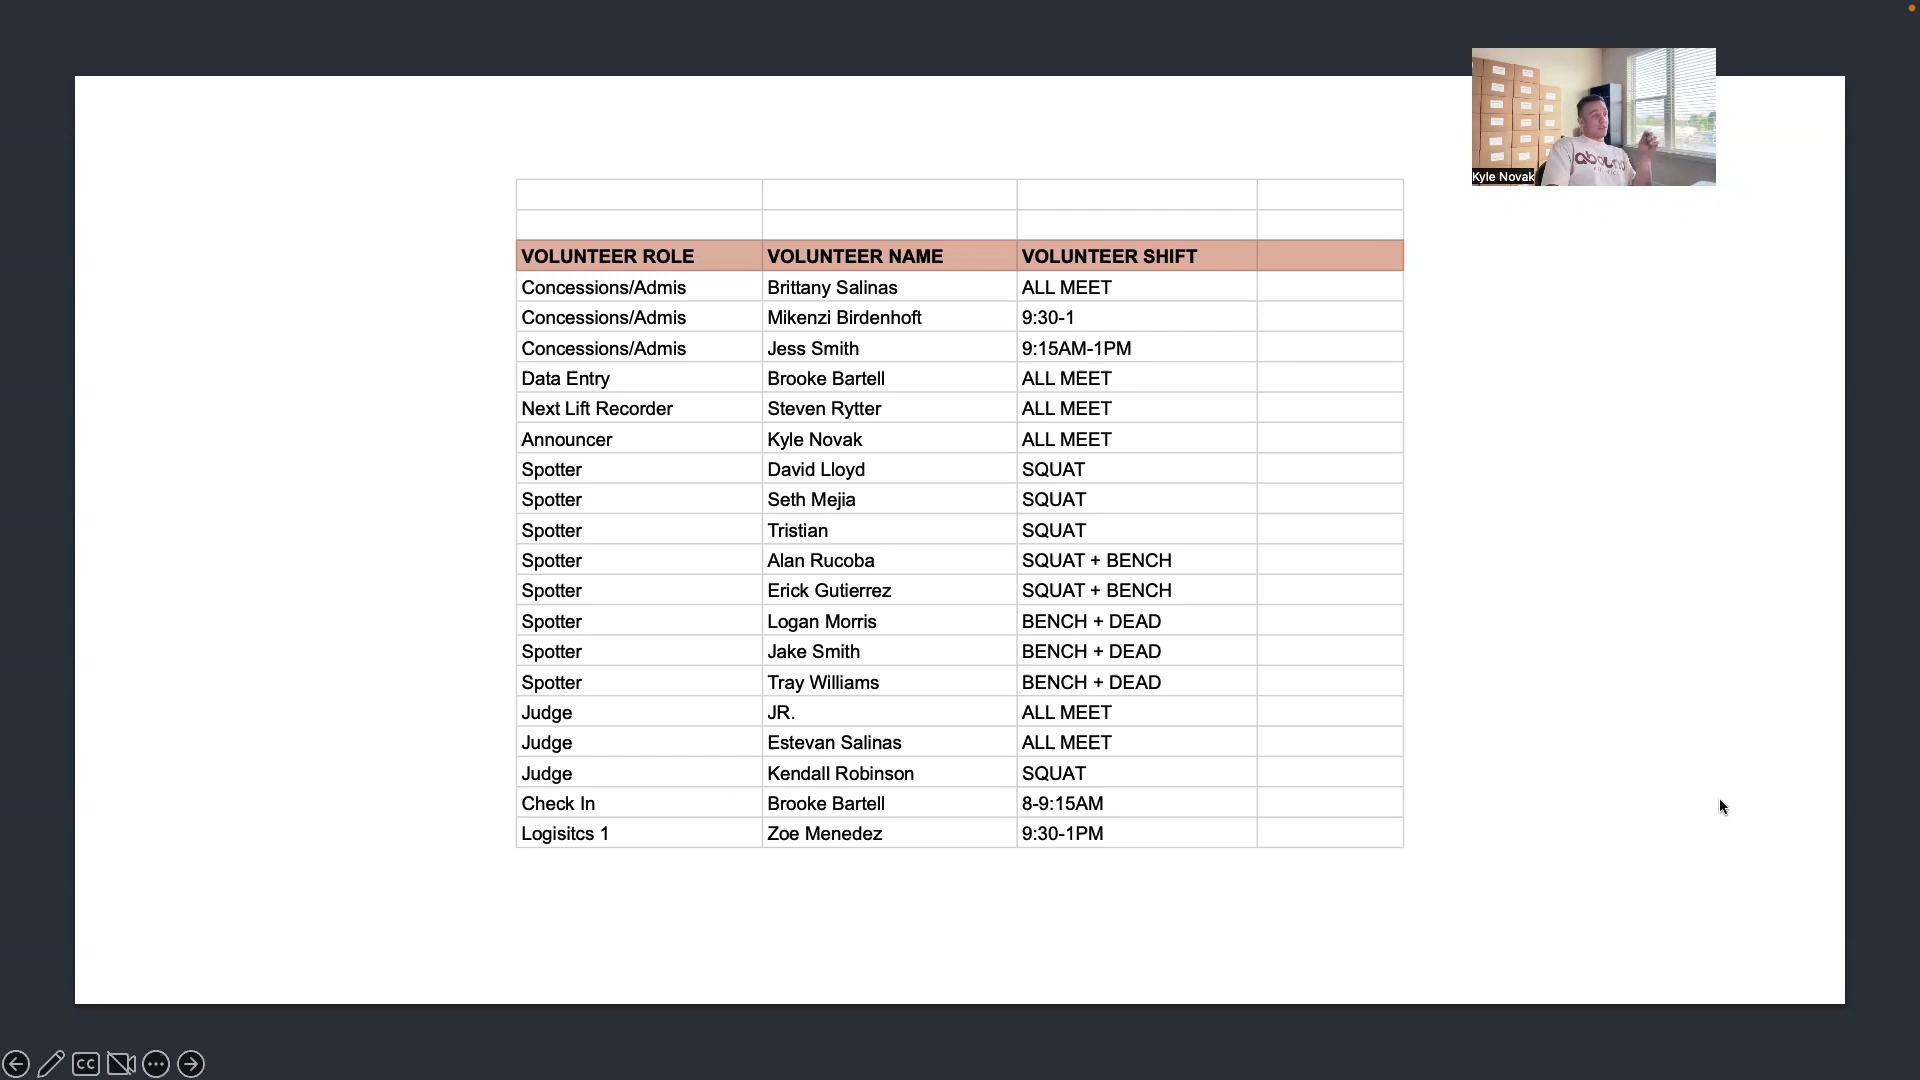 abound
Kyle Novak
VOLUNTEER ROLE VOLUNTEER NAME VOLUNTEER SHIFT
Concessions/Admis Brittany Salinas ALL MEET
Concessions/Admis Mikenzi Birdenhoft 9:30-1
Concessions/Admis Jess Smith 9:15AM-1PM
Data Entry Brooke Bartell ALL MEET
Next Lift Recorder Steven Rytter ALL MEET
Announcer Kyle Novak ALL MEET
Spotter David Lloyd SQUAT
Spotter Seth Mejia SQUAT
Spotter Tristian SQUAT
Spotter Alan Rucoba SQUAT + BENCH
Spotter Erick Gutierrez SQUAT + BENCH
Spotter Logan Morris BENCH + DEAD
Spotter Jake Smith BENCH + DEAD
Spotter Tray Williams BENCH + DEAD
Judge JR. ALL MEET
Judge Estevan Salinas ALL MEET
Judge Kendall Robinson SQUAT
Check In Brooke Bartell 8-9:15AM
Logisitcs 1 Zoe Menedez 9:30-1PM
CC